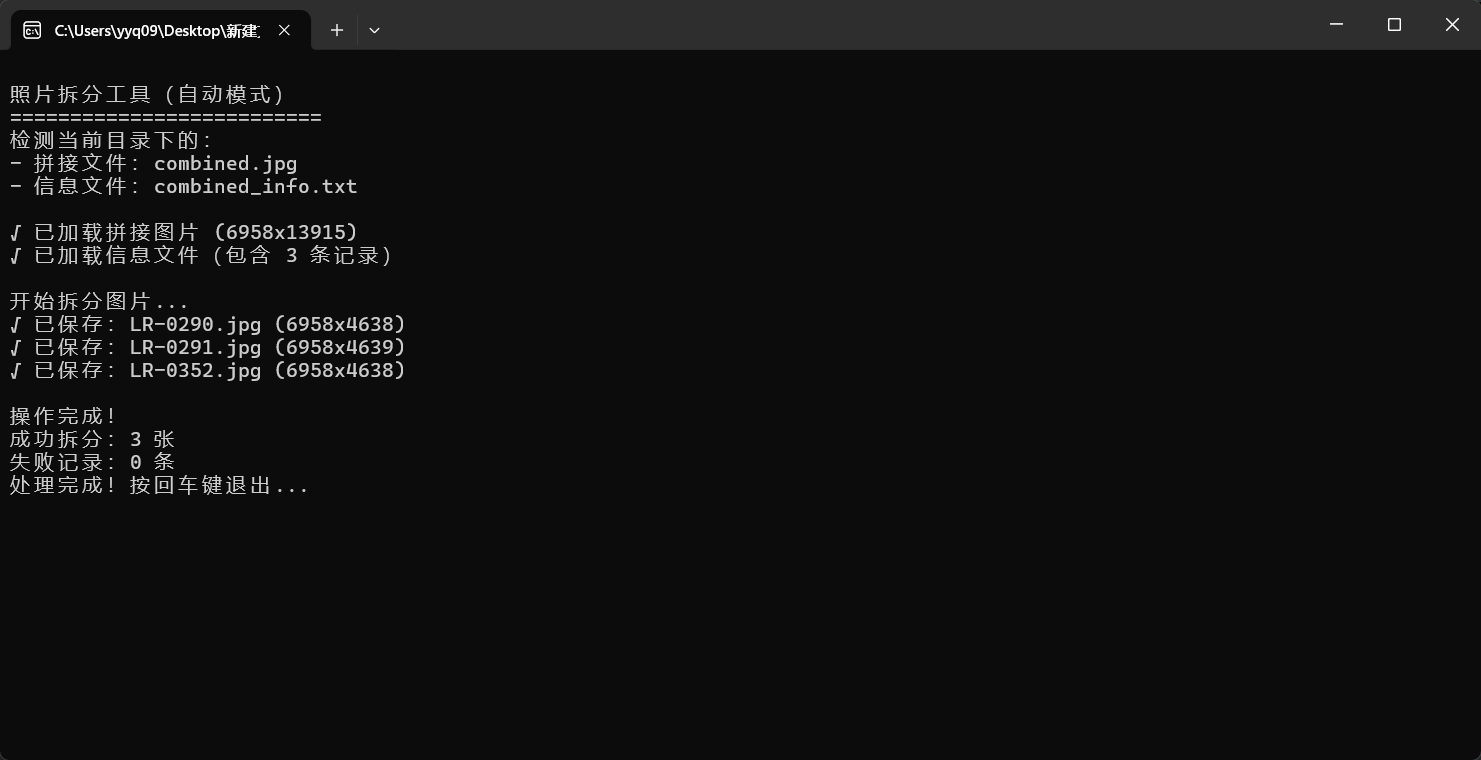 C:\Users\yyq09\Desktop\新建
照片拆分工具 (自动模式)
==========================
检测当前目录下的:
- 拼接文件: combined.jpg
- 信息文件: combined_info.txt
√ 已加载拼接图片 (6958x13915)
√ 已加载信息文件 (包含 3 条记录)
开始拆分图片...
√ 已保存: LR-0290.jpg (6958x4638)
√ 已保存: LR-0291.jpg (6958x4639)
√ 已保存: LR-0352.jpg (6958x4638)
操作完成!
成功拆分: 3 张
失败记录: 0 条
处理完成! 按回车键退出...